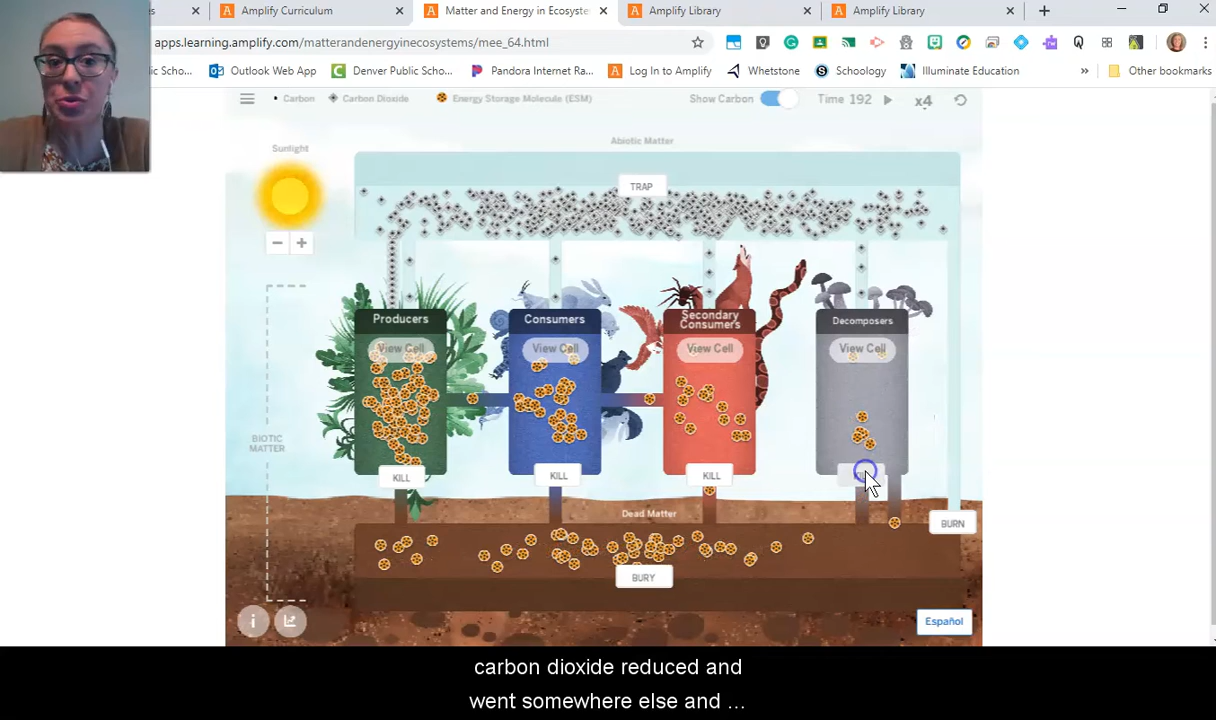 s
Amplify Curriculum
Matter and Energy in Ecosyste
Amplify Library
Amplify Library
apps.learning.amplify.com/matterandenergyinecosystems/mee_64.html
hlic Scho...
Outlook Web App
Denver Public Scho...
Pandora Internet Ra...
Log In to Amplify
Whetstone
Schoology
Illuminate Education
»
Other bookmarks
Carbon
Carbon Dioxide
Energy Storage Molecule (ESM)
Show Carbon
Time 192
x4
Abiotic Matter
Sunlight
TRAP
Producers
Consumers
Secondary
Consumers
Decomposers
View Cell
View Cell
View Cell
View Cell
BIOTIC
MATTER
KILL
KILL
KILL
Dead Matter
BURN
BURY
Español
carbon dioxide reduced and
went somewhere else and ...